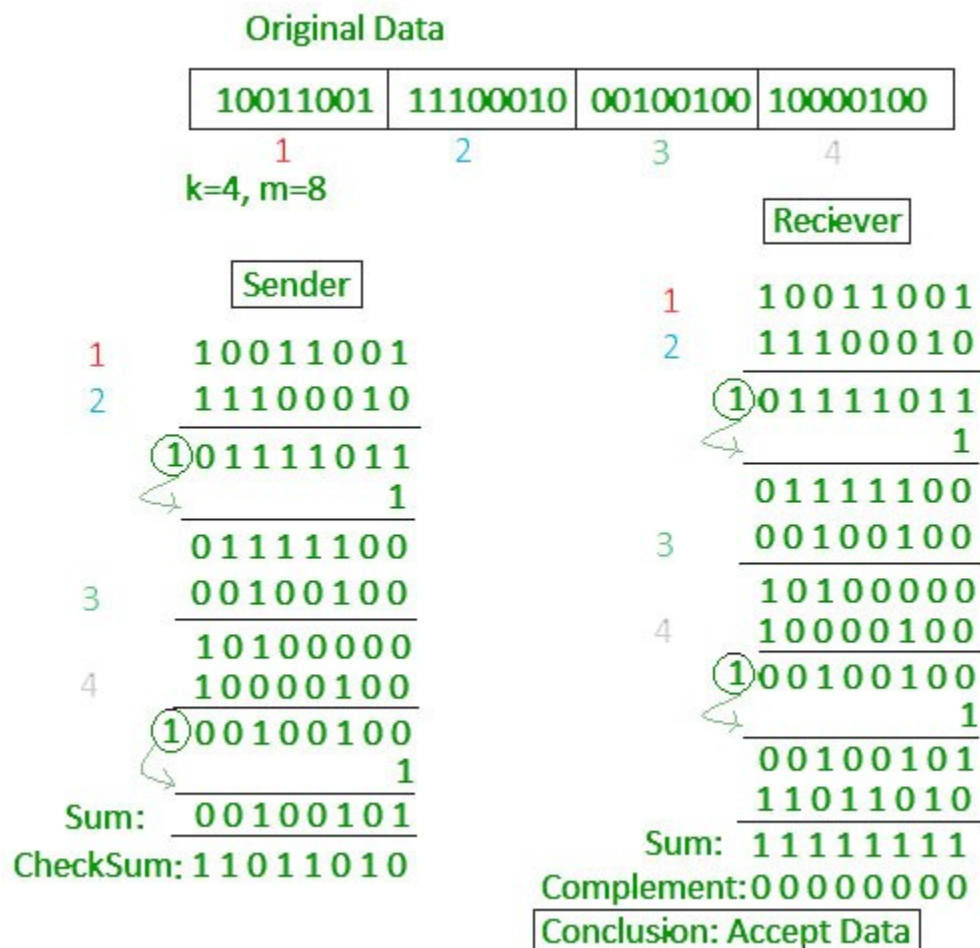 Original Data
10011001 11100010 00100100 10000100
1 2 3 4
k=4, m=8
Sender
1 10011001
2 11100010
1 01111011
1
01111100
3 00100100
10100000
4 10000100
1 00100100
1
Sum: 00100101
CheckSum: 11011010
Reciever
1 10011001
2 11100010
1 01111011
1
01111100
3 00100100
10100000
4 10000100
1 00100100
1
00100101
11011010
Sum: 11111111
Complement: 00000000
Conclusion: Accept Data